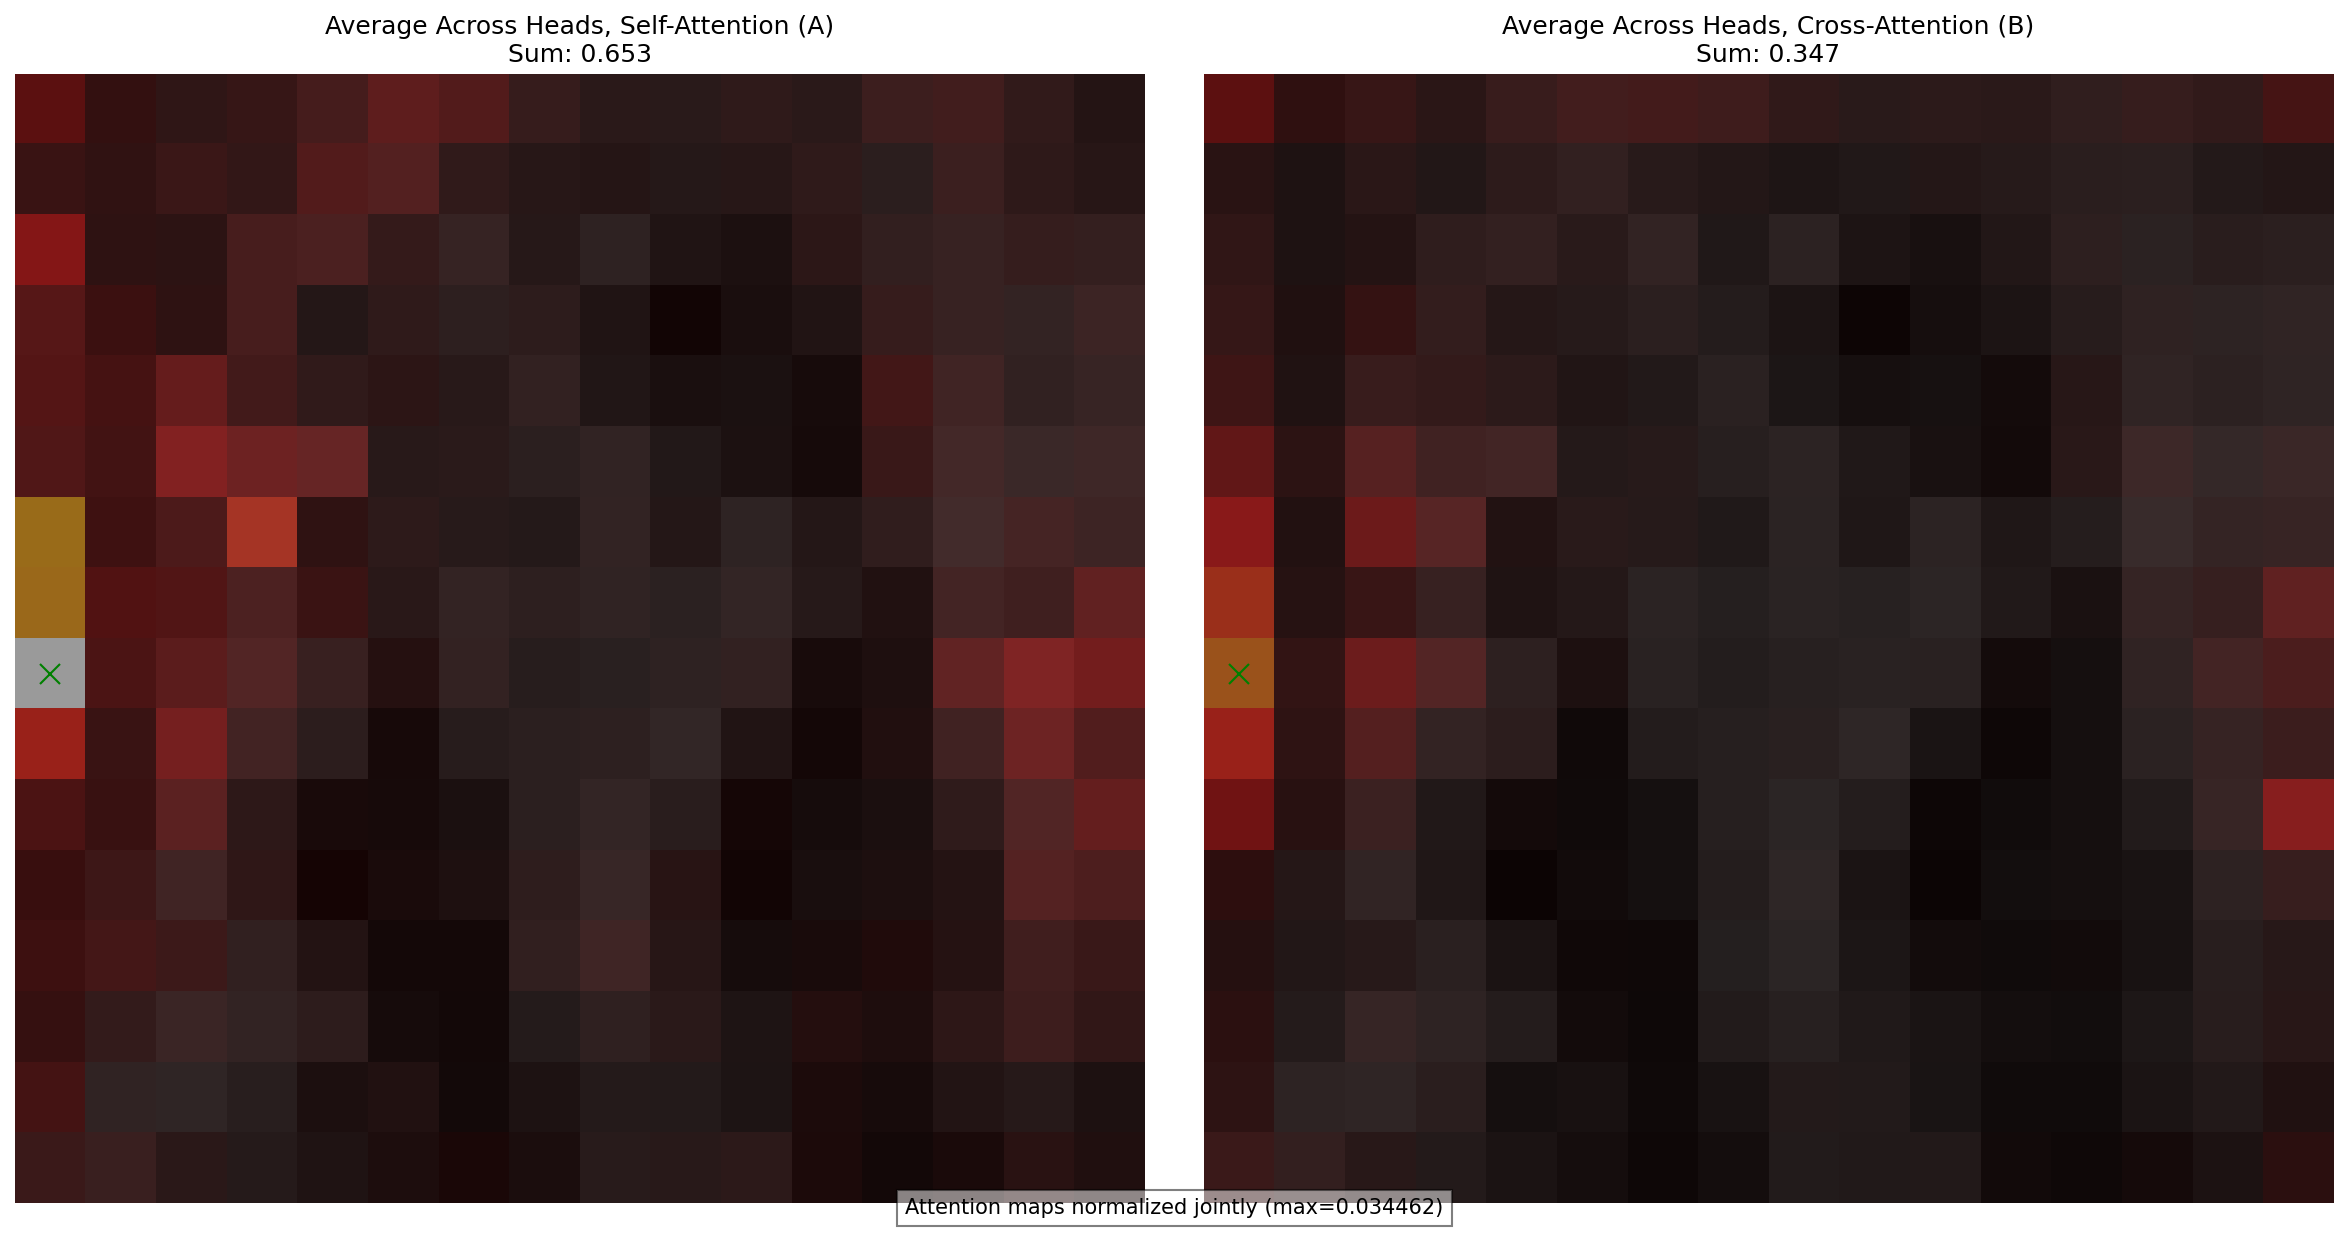 Average Across Heads, Self-Attention (A)
Sum: 0.653
Average Across Heads, Cross-Attention (B)
Sum: 0.347
Attention maps normalized jointly (max=0.034462)